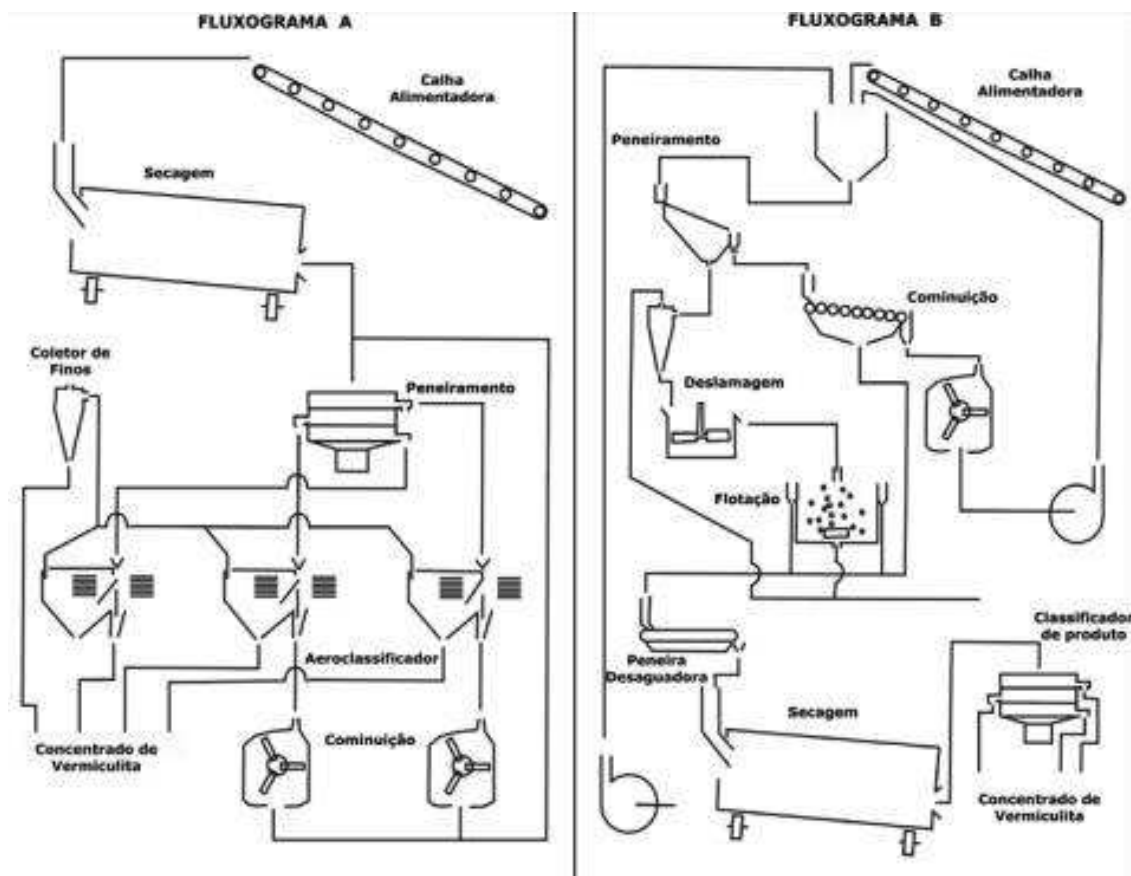 FLUXOGRAMA A
Calha
Alimentadora
Secagem
Coletor de
Finos
Peneiramento
Aeroclassificador
Concentrado de
Vermiculita
Cominuição
FLUXOGRAMA B
Calha
Alimentadora
Peneiramento
Cominuição
Deslamagem
Flotação
Classificador
de produto
Peneira
Desaguadora
Secagem
Concentrado de
Vermiculita